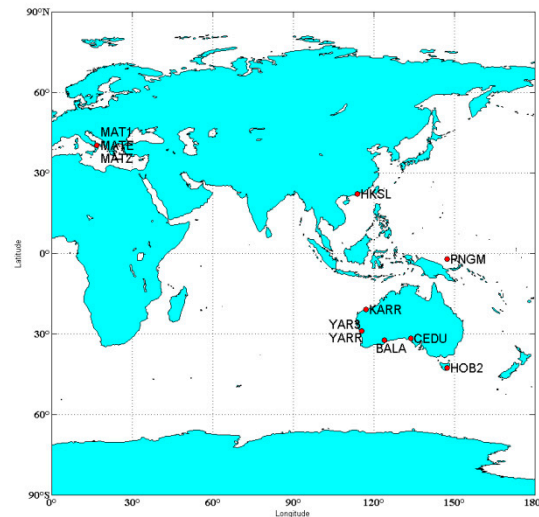 90°N
60°
MAT1
MATE
MATZ
30°
HKSL
0°
PNGM
KARR
YAR3
30°
YARR
BALA
CEDU
HOB2
60°
90°S
0°
30°
60°
90°
120°
150°
180°
Latitude
Longitude